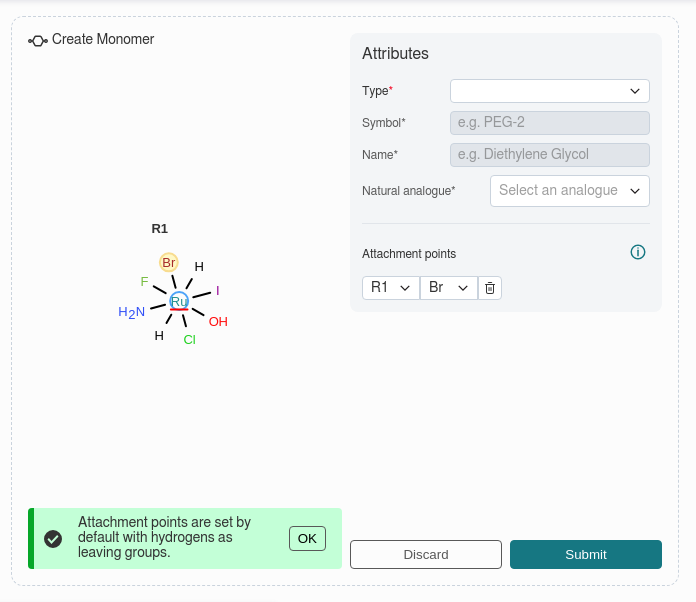 Create Monomer
Attributes
Type*
Symbol* e.g. PEG-2
Name* e.g. Diethylene Glycol
Natural analogue* Select an analogue
Attachment points
R1 Br
R1
Br H
F I
Ru
H2N OH
H Cl
Attachment points are set by
default with hydrogens as
leaving groups.
OK
Discard Submit